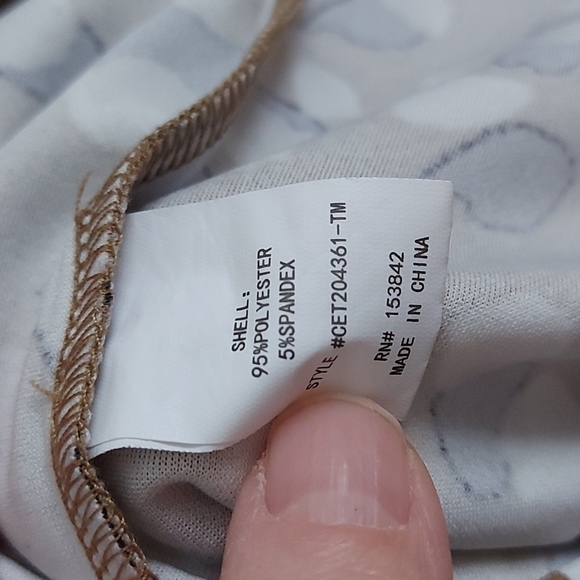 SHELL:
95%POLYESTER
5%SPANDEX
STYLE #CET204361-TM
RN# 153842
MADE IN CHINA